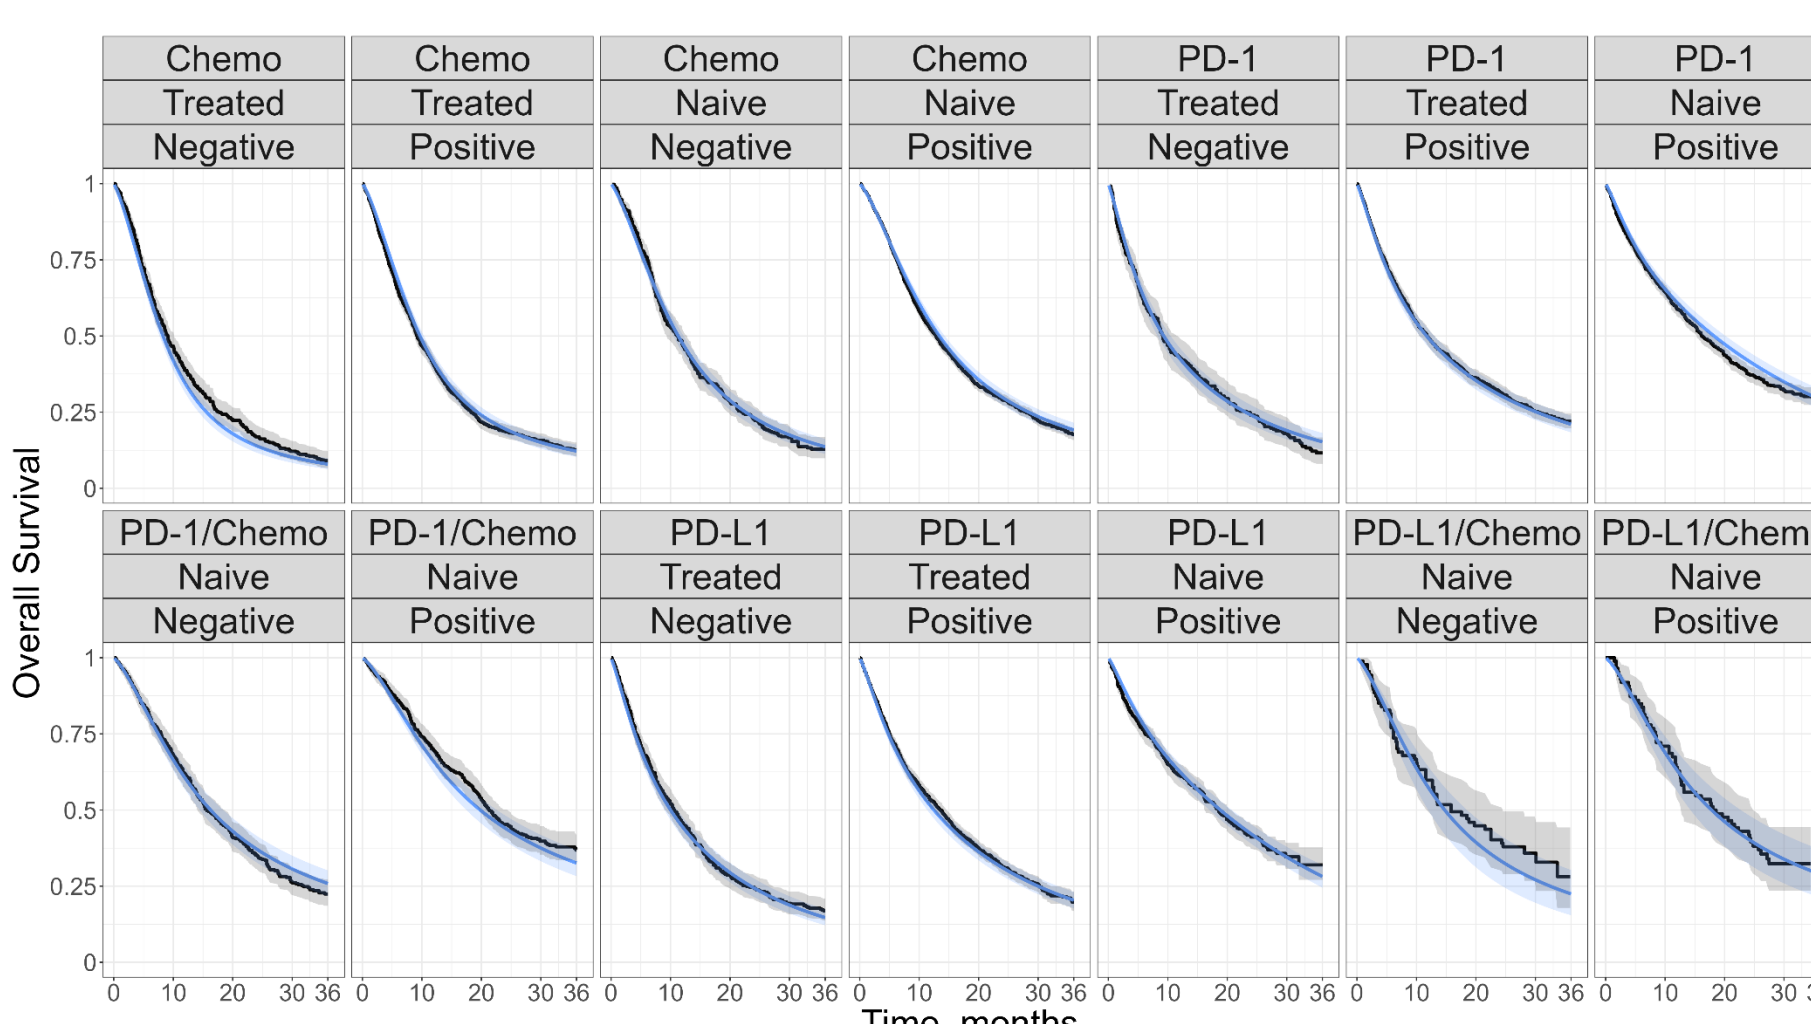 Chemo Chemo Chemo Chemo PD-1 PD-1 PD-1
Treated Treated Naive Naive Treated Treated Naive
Negative Positive Negative Positive Negative Positive Positive
1
0.75
0.5
0.25
0
Overall Survival
PD-1/Chemo PD-1/Chemo PD-L1 PD-L1 PD-L1 PD-L1/Chemo PD-L1/Chem
Naive Naive Treated Treated Naive Naive Naive
Negative Positive Negative Positive Positive Negative Positive
1
0.75
0.5
0.25
0
0 10 20 30 36 0 10 20 30 36 0 10 20 30 36 0 10 20 30 36 0 10 20 30 36 0 10 20 30 36 0 10 20 30
Time, months